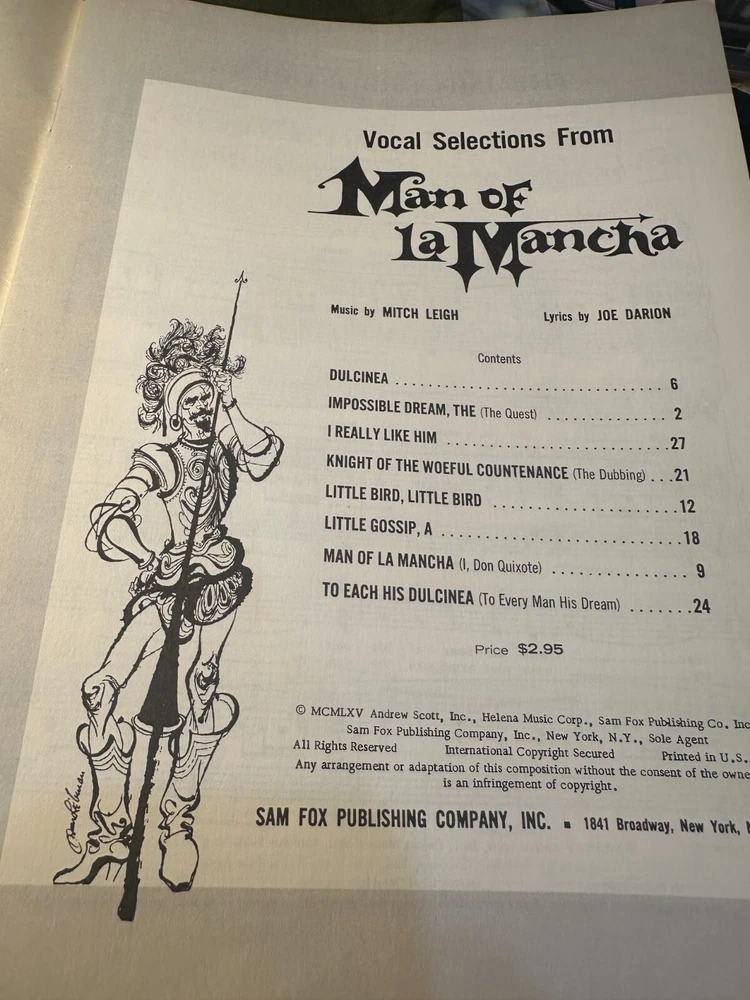 Vocal Selections From
Man of
la Mancha
Music by MITCH LEIGH Lyrics by JOE DARION
Contents
DULCINEA ............................ 6
IMPOSSIBLE DREAM, THE (The Quest) ............. 2
I REALLY LIKE HIM ......................27
KNIGHT OF THE WOEFUL COUNTENANCE (The Dubbing) ...21
LITTLE BIRD, LITTLE BIRD ..................12
LITTLE GOSSIP, A ........................18
MAN OF LA MANCHA (I, Don Quixote) ............. 9
TO EACH HIS DULCINEA (To Every Man His Dream) .......24
Price $2.95
© MCMLXV Andrew Scott, Inc., Helena Music Corp., Sam Fox Publishing Co. Inc
Sam Fox Publishing Company, Inc., New York, N.Y., Sole Agent
All Rights Reserved International Copyright Secured Printed in U.S.
Any arrangement or adaptation of this composition without the consent of the owne
is an infringement of copyright.
SAM FOX PUBLISHING COMPANY, INC. ▪ 1841 Broadway, New York,